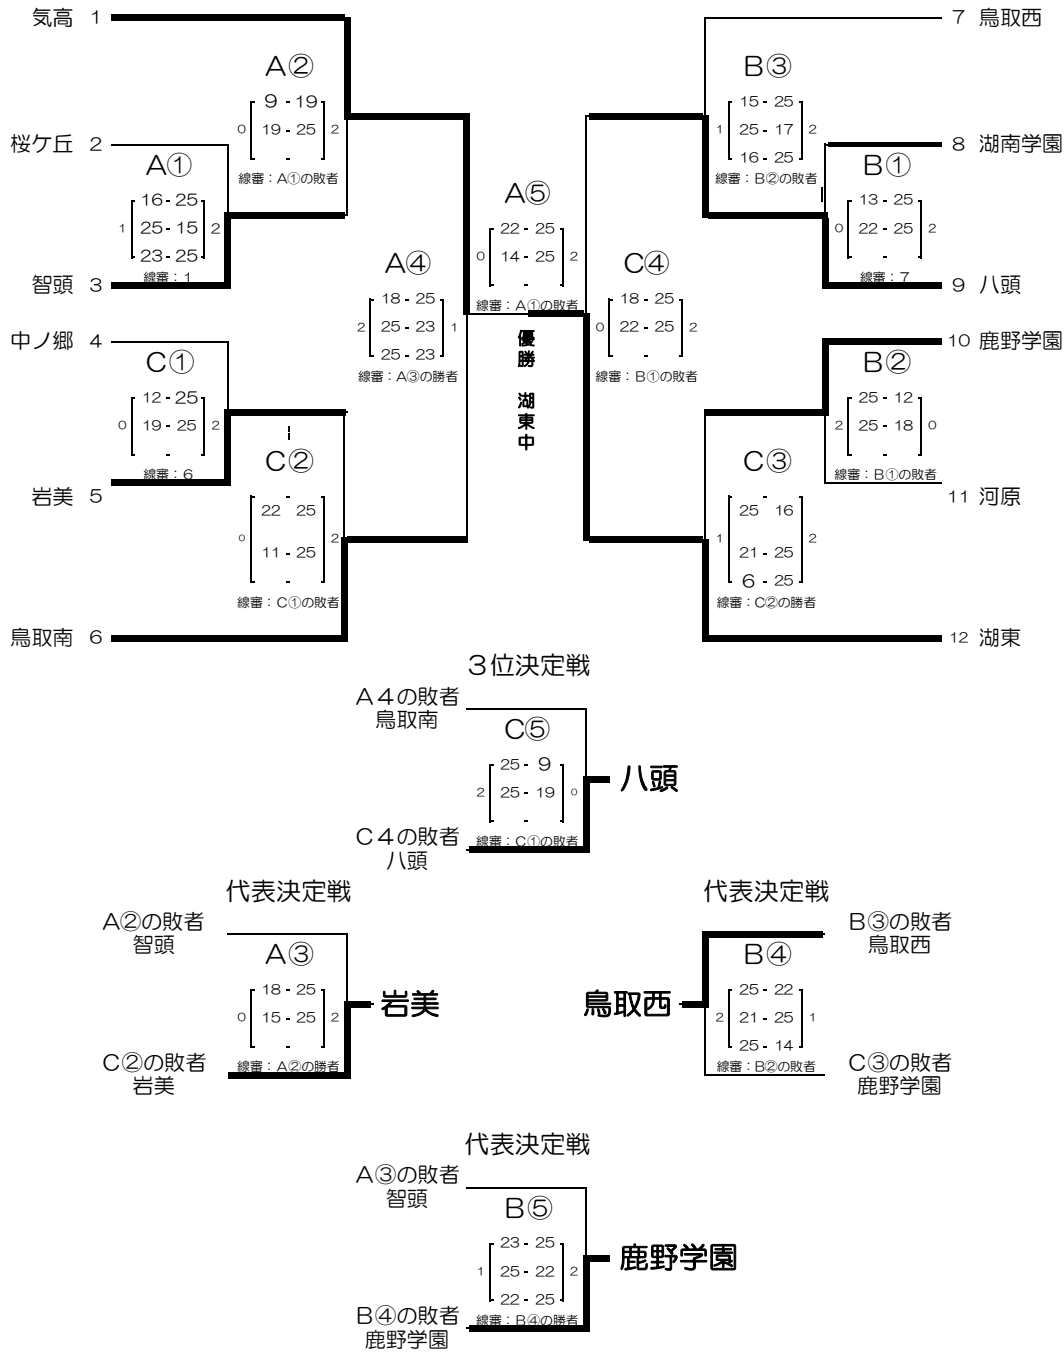 気高 1
7 鳥取西
A②
9 - 19
0 19 - 25 2
-
線審：A①の敗者
B③
15 - 25
1 25 - 17 2
16 - 25
線審：B②の敗者
桜ケ丘 2
8 湖南学園
A①
16 - 25
1 25 - 15 2
23 - 25
線審：1
智頭 3
B①
13 - 25
0 22 - 25 2
-
線審：7
9 八頭
A⑤
22 - 25
0 14 - 25 2
-
線審：A①の敗者
優勝 湖東中
A④
18 - 25
2 25 - 23 1
25 - 23
線審：A③の勝者
C④
18 - 25
0 22 - 25 2
-
線審：B①の敗者
中ノ郷 4
10 鹿野学園
C①
12 - 25
0 19 - 25 2
-
線審：6
岩美 5
B②
25 - 12
2 25 - 18 0
-
線審：B①の敗者
11 河原
C②
22 25
0 11 - 25 2
-
線審：C①の敗者
C③
25 16
1 21 - 25 2
6 - 25
線審：C②の勝者
鳥取南 6
12 湖東
３位決定戦
A４の敗者
鳥取南
C⑤
25 - 9
2 25 - 19 0
-
線審：C①の敗者
八頭
C４の敗者
八頭
代表決定戦
A②の敗者
智頭
A③
18 - 25
0 15 - 25 2
-
線審：A②の勝者
岩美
C②の敗者
岩美
代表決定戦
B③の敗者
鳥取西
B④
25 - 22
2 21 - 25 1
25 - 14
線審：B②の敗者
鳥取西
C③の敗者
鹿野学園
代表決定戦
A③の敗者
智頭
B⑤
23 - 25
1 25 - 22 2
22 - 25
線審：B④の勝者
鹿野学園
B④の敗者
鹿野学園